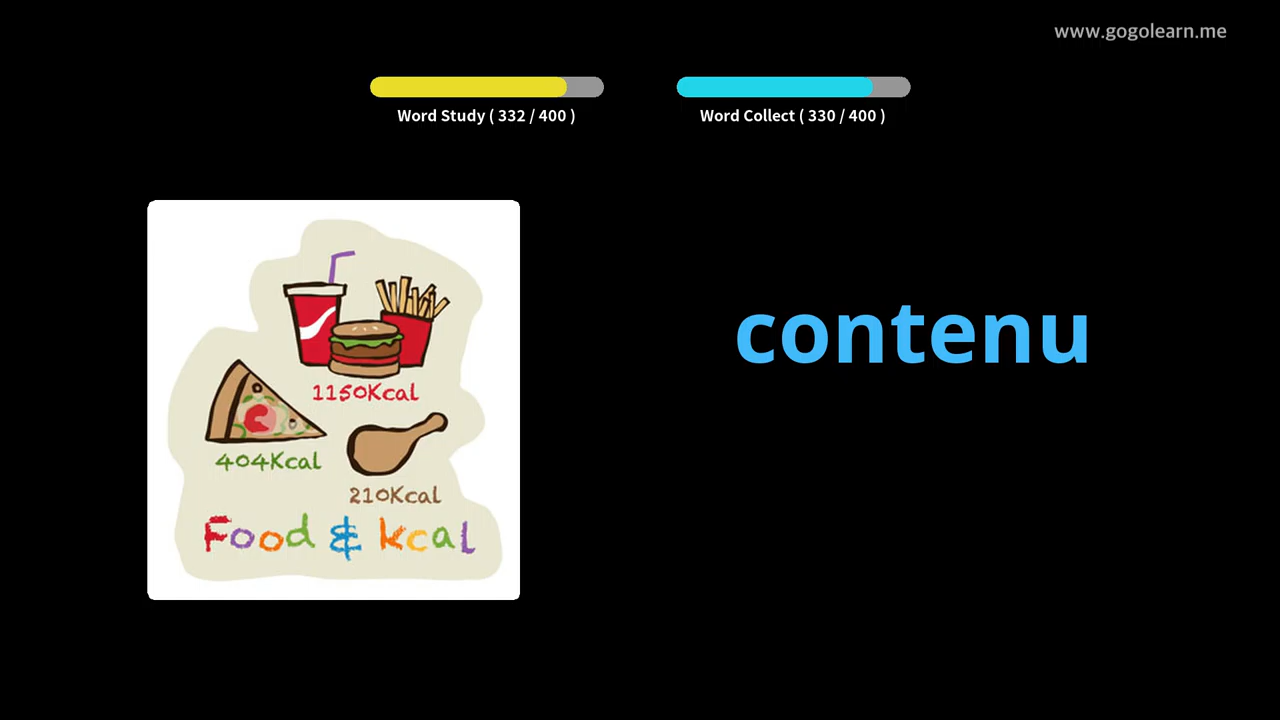 www.gogolearn.me
Word Study ( 332 / 400 )
Word Collect ( 330 / 400 )
contenu
1150Kcal
404Kcal
210Kcal
Food & kcal